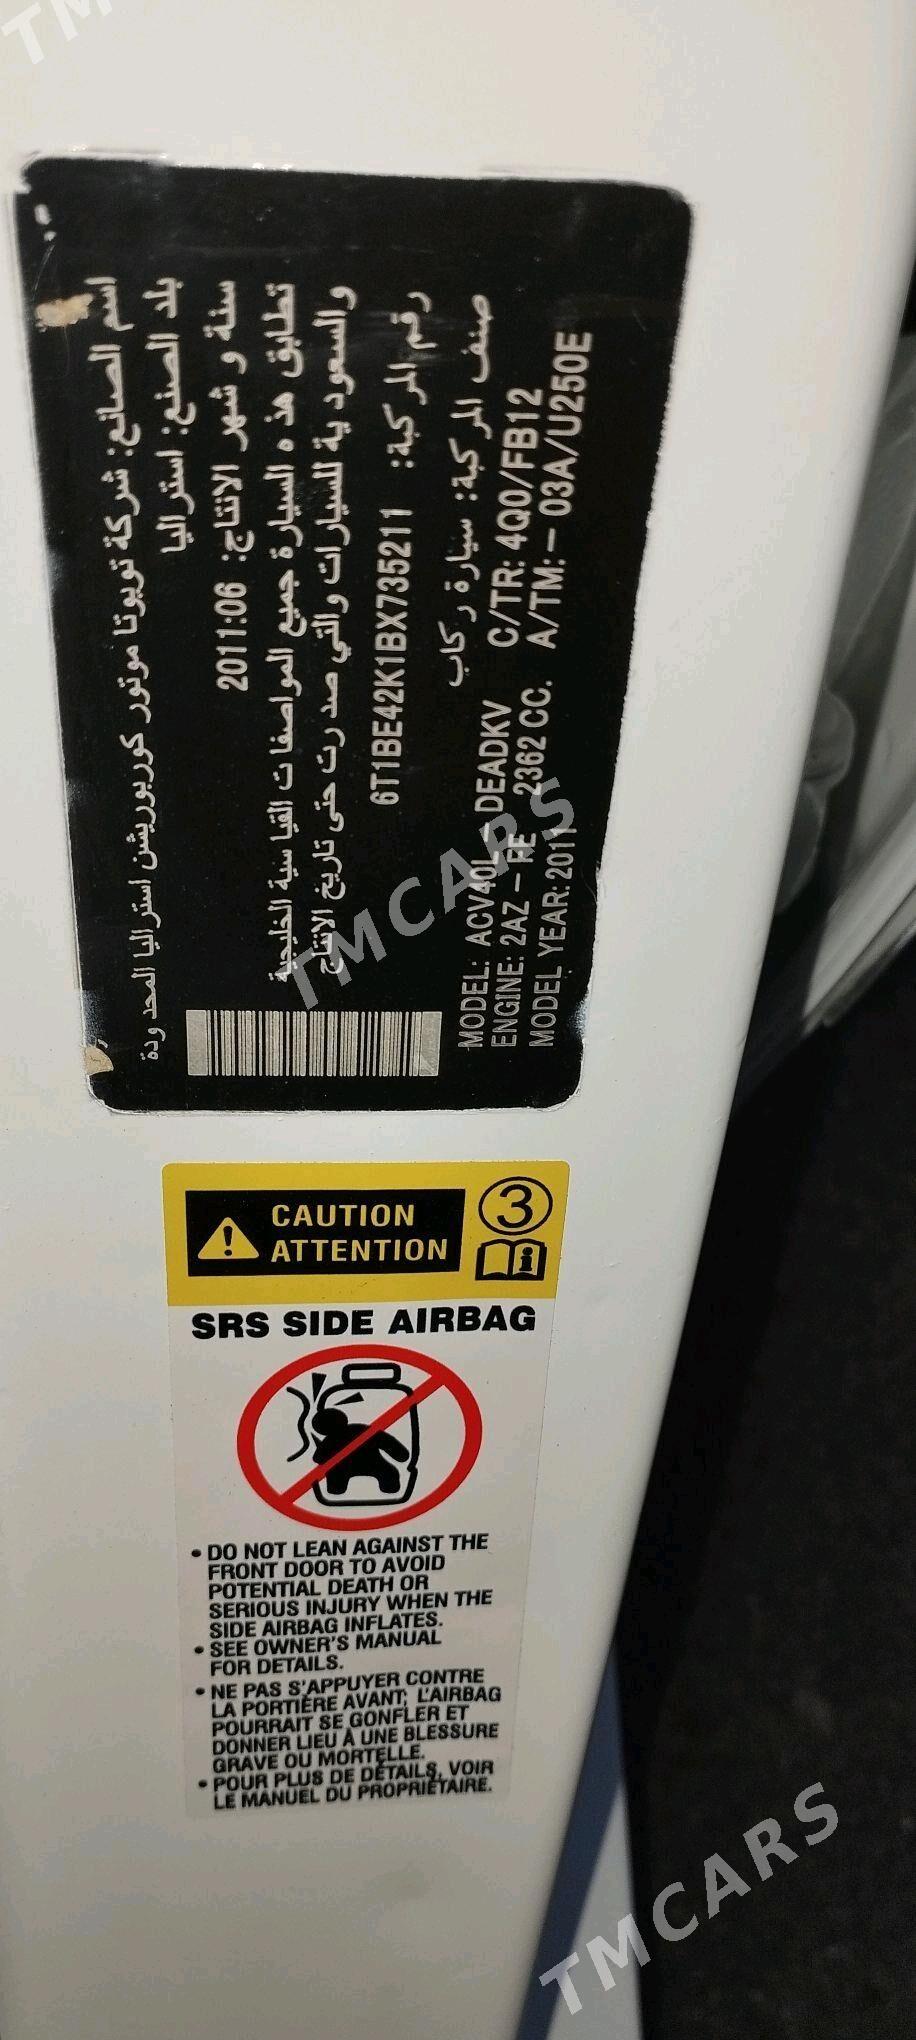 TM
اسم الصانع: شركة تويوتا موتور كوربوريشن استراليا المحدودة
بلد الصنع: استراليا
سنة و شهر الانتاج: 2011:06
تطابق هذه السيارة جميع المواصفات القياسية الخليجية
والسعودية للسيارات والتي صدرت حتى تاريخ الانتاج
رقم المركبة: 6T1BE42K1BX735211
صنف المركبة: سيارة ركاب
MODEL: ACV40L – DEADKV C/TR: 4Q0/FB12
ENGINE: 2AZ – FE 2362 CC. A/TM: – 03A/U250E
MODEL YEAR: 2011
TMCARS
CAUTION
ATTENTION
3
SRS SIDE AIRBAG
• DO NOT LEAN AGAINST THE
FRONT DOOR TO AVOID
POTENTIAL DEATH OR
SERIOUS INJURY WHEN THE
SIDE AIRBAG INFLATES.
• SEE OWNER'S MANUAL
FOR DETAILS.
• NE PAS S'APPUYER CONTRE
LA PORTIÈRE AVANT; L'AIRBAG
POURRAIT SE GONFLER ET
DONNER LIEU À UNE BLESSURE
GRAVE OU MORTELLE.
• POUR PLUS DE DÉTAILS, VOIR
LE MANUEL DU PROPRIÉTAIRE.
TMCARS